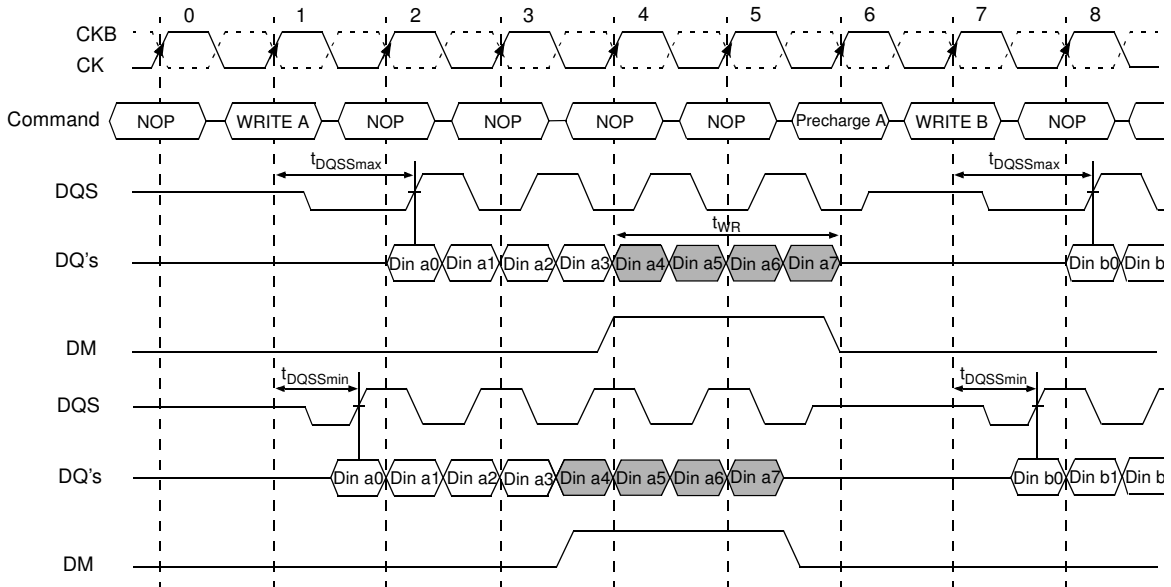 0 1 2 3 4 5 6 7 8
CKB
CK
Command NOP WRITE A NOP NOP NOP NOP Precharge A WRITE B NOP
tDQSSmax tDQSSmax
DQS
tWR
DQ's Din a0 Din a1 Din a2 Din a3 Din a4 Din a5 Din a6 Din a7 Din b0 Din b
DM
tDQSSmin tDQSSmin
DQS
DQ's Din a0 Din a1 Din a2 Din a3 Din a4 Din a5 Din a6 Din a7 Din b0 Din b1 Din b
DM